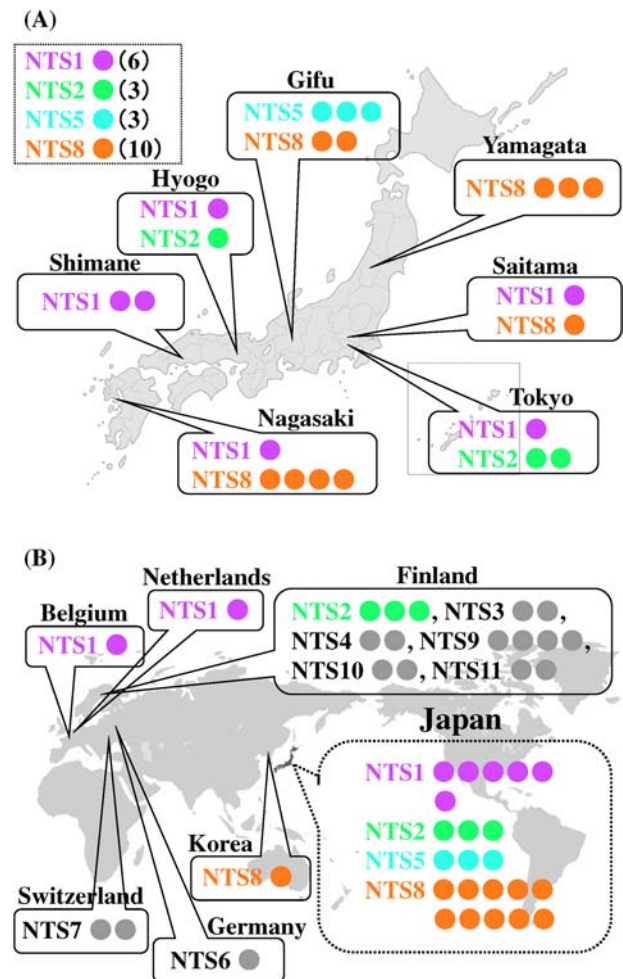 (A)
NTS1 (6)
NTS2 (3)
NTS5 (3)
NTS8 (10)
Gifu
NTS5
NTS8
Yamagata
NTS8
Hyogo
NTS1
NTS2
Shimane
NTS1
Saitama
NTS1
NTS8
Nagasaki
NTS1
NTS8
Tokyo
NTS1
NTS2
(B)
Netherlands
NTS1
Belgium
NTS1
Finland
NTS2 , NTS3 ,
NTS4 , NTS9 ,
NTS10 , NTS11
Japan
NTS1
NTS2
NTS5
NTS8
Korea
NTS8
Switzerland
NTS7
Germany
NTS6